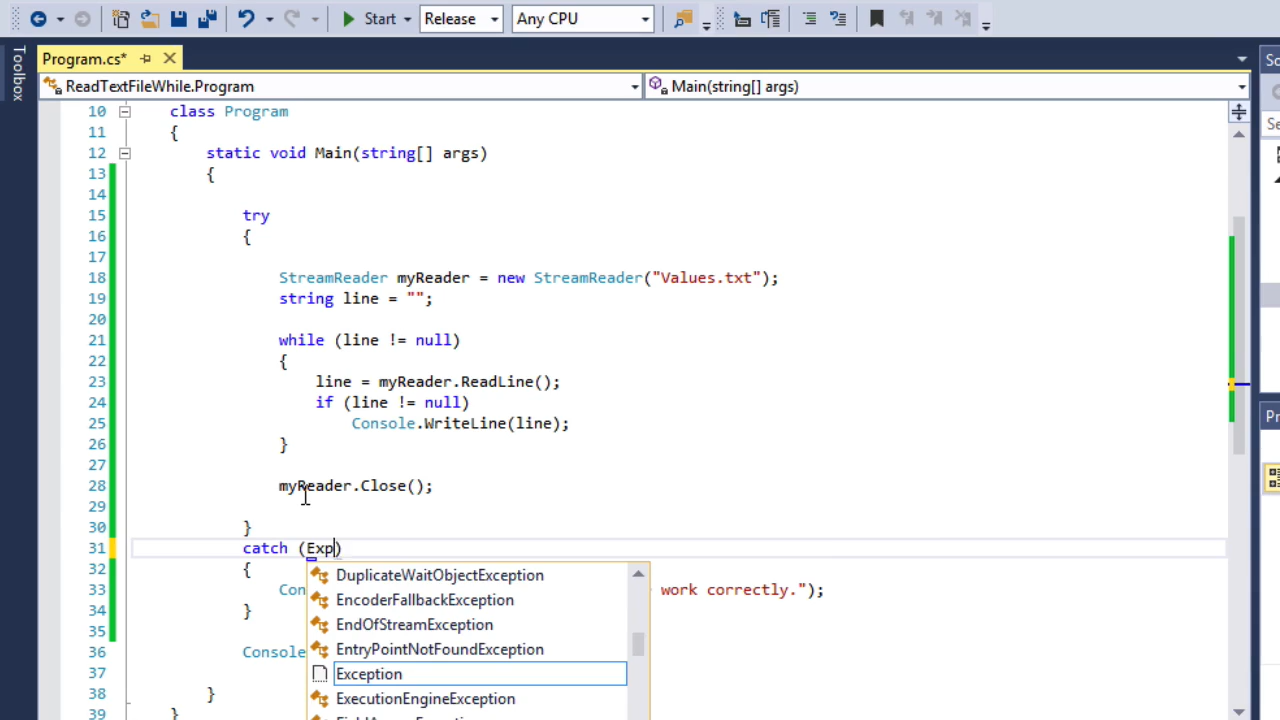 Start Release Any CPU
Toolbox
Program.cs*
ReadTextFileWhile.Program Main(string[] args)
10 class Program
11 {
12 static void Main(string[] args)
13 {
14
15 try
16 {
17
18 StreamReader myReader = new StreamReader("Values.txt");
19 string line = "";
20
21 while (line != null)
22 {
23 line = myReader.ReadLine();
24 if (line != null)
25 Console.WriteLine(line);
26 }
27
28 myReader.Close();
29
30 }
31 catch (Exp)
32 {
DuplicateWaitObjectException
33 Con work correctly.");
EncoderFallbackException
34 }
EndOfStreamException
35
36 Console
EntryPointNotFoundException
37
Exception
38 }
ExecutionEngineException
39 }
So
Se
Pr